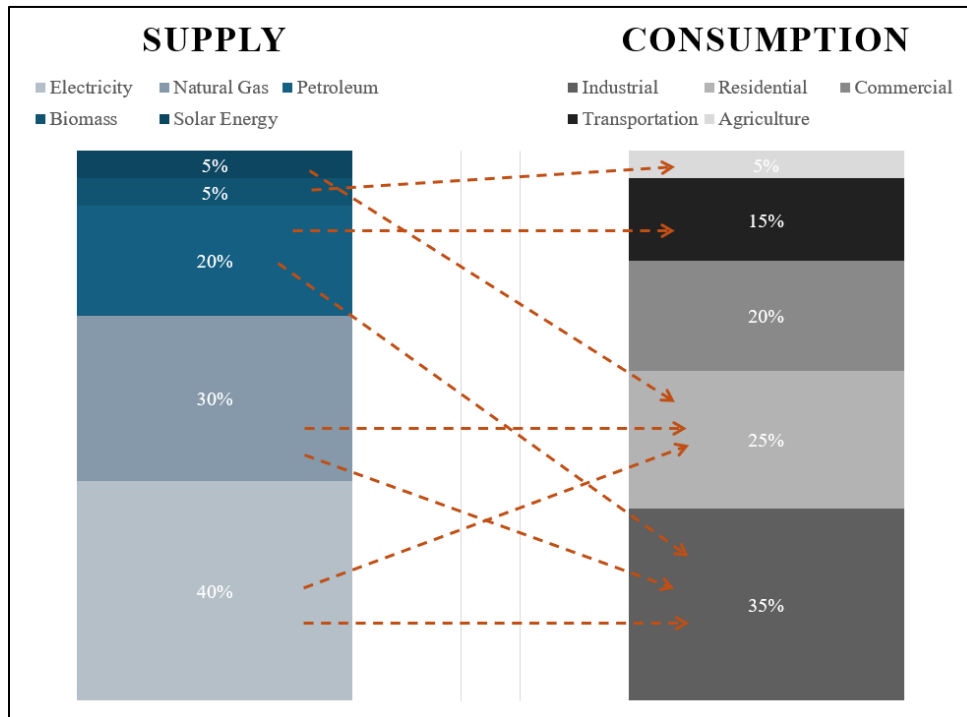 SUPPLY
Electricity Natural Gas Petroleum
Biomass Solar Energy
5%
5%
20%
30%
40%
CONSUMPTION
Industrial Residential Commercial
Transportation Agriculture
5%
15%
20%
25%
35%